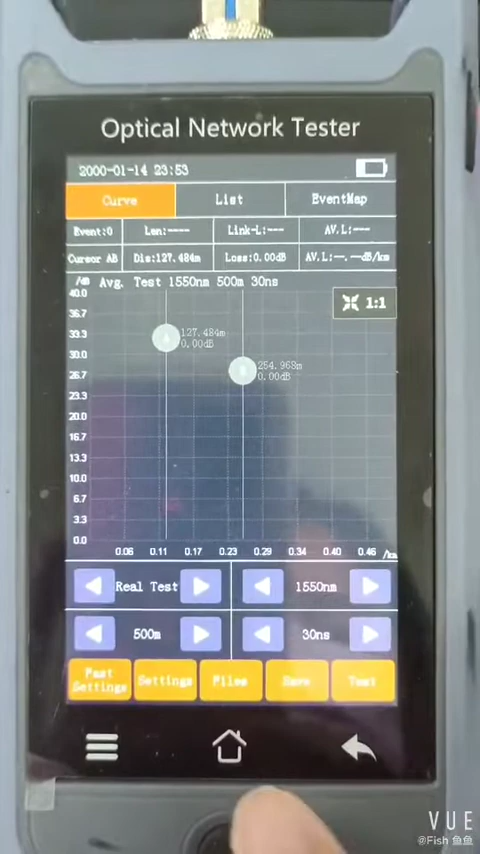 Optical Network Tester
2000-01-14 23:53
Curve List EventMap
Event:0 Len:---- Link-L:--- AV.L:---
Cursor AB Dis:127.484m Loss:0.00dB AV.L:--.--dB/km
/dB Avg. Test 1550nm 500m 30ns
40.0
1:1
36.7
33.3 127.484m
0.00dB
30.0
26.7 254.968m
0.00dB
23.3
20.0
16.7
13.3
10.0
6.7
3.3
0.0
0.06 0.11 0.17 0.23 0.29 0.34 0.40 0.46 /km
Real Test 1550nm
500m 30ns
Fast Settings Settings Files Save Test
VUE
@Fish 鱼鱼